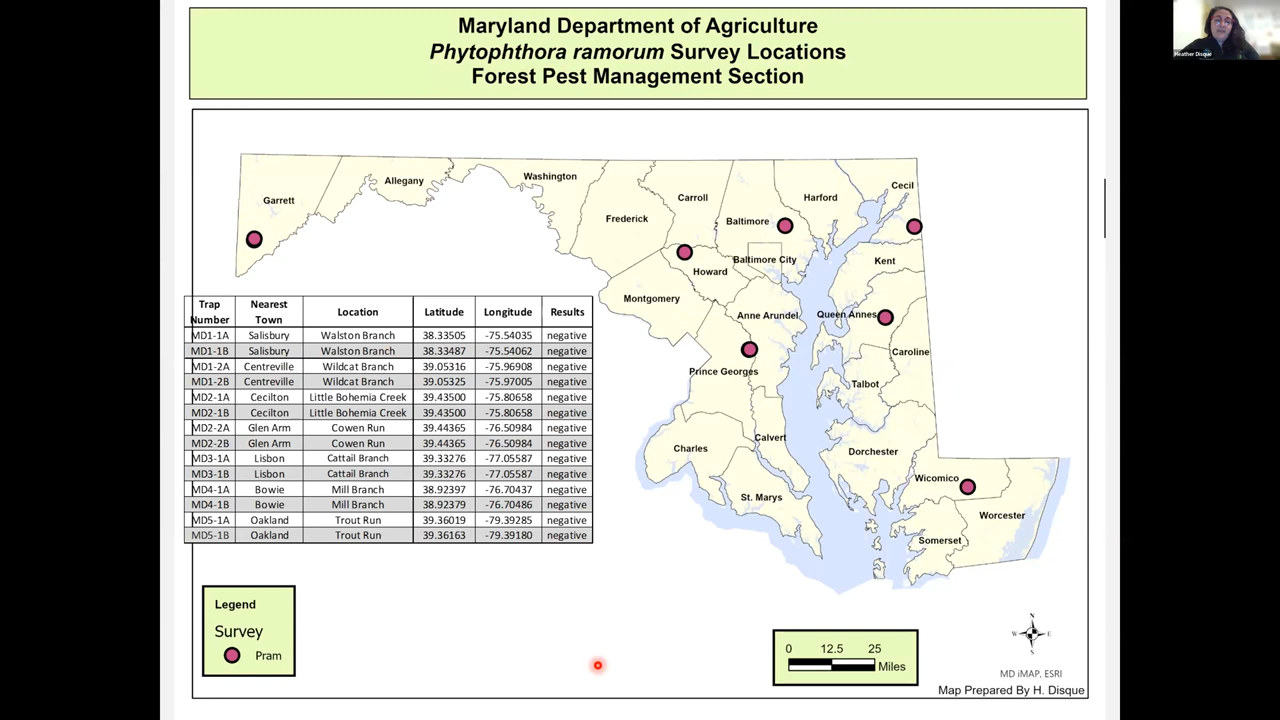 Maryland Department of Agriculture
Phytophthora ramorum Survey Locations
Forest Pest Management Section
Heather Disque
Garrett
Allegany
Washington
Frederick
Carroll
Baltimore
Harford
Cecil
Howard
Baltimore City
Kent
Montgomery
Anne Arundel
Queen Annes
Prince Georges
Caroline
Talbot
Charles
Calvert
Dorchester
St. Marys
Wicomico
Worcester
Somerset
Trap Number Nearest Town Location Latitude Longitude Results
MD1-1A Salisbury Walston Branch 38.33505 -75.54035 negative
MD1-1B Salisbury Walston Branch 38.33487 -75.54062 negative
MD1-2A Centreville Wildcat Branch 39.05316 -75.96908 negative
MD1-2B Centreville Wildcat Branch 39.05325 -75.97005 negative
MD2-1A Cecilton Little Bohemia Creek 39.43500 -75.80658 negative
MD2-1B Cecilton Little Bohemia Creek 39.43500 -75.80658 negative
MD2-2A Glen Arm Cowen Run 39.44365 -76.50984 negative
MD2-2B Glen Arm Cowen Run 39.44365 -76.50984 negative
MD3-1A Lisbon Cattail Branch 39.33276 -77.05587 negative
MD3-1B Lisbon Cattail Branch 39.33276 -77.05587 negative
MD4-1A Bowie Mill Branch 38.92397 -76.70437 negative
MD4-1B Bowie Mill Branch 38.92379 -76.70486 negative
MD5-1A Oakland Trout Run 39.36019 -79.39285 negative
MD5-1B Oakland Trout Run 39.36163 -79.39180 negative
Legend
Survey
Pram
0 12.5 25
Miles
N
W E
S
MD iMAP, ESRI
Map Prepared By H. Disque